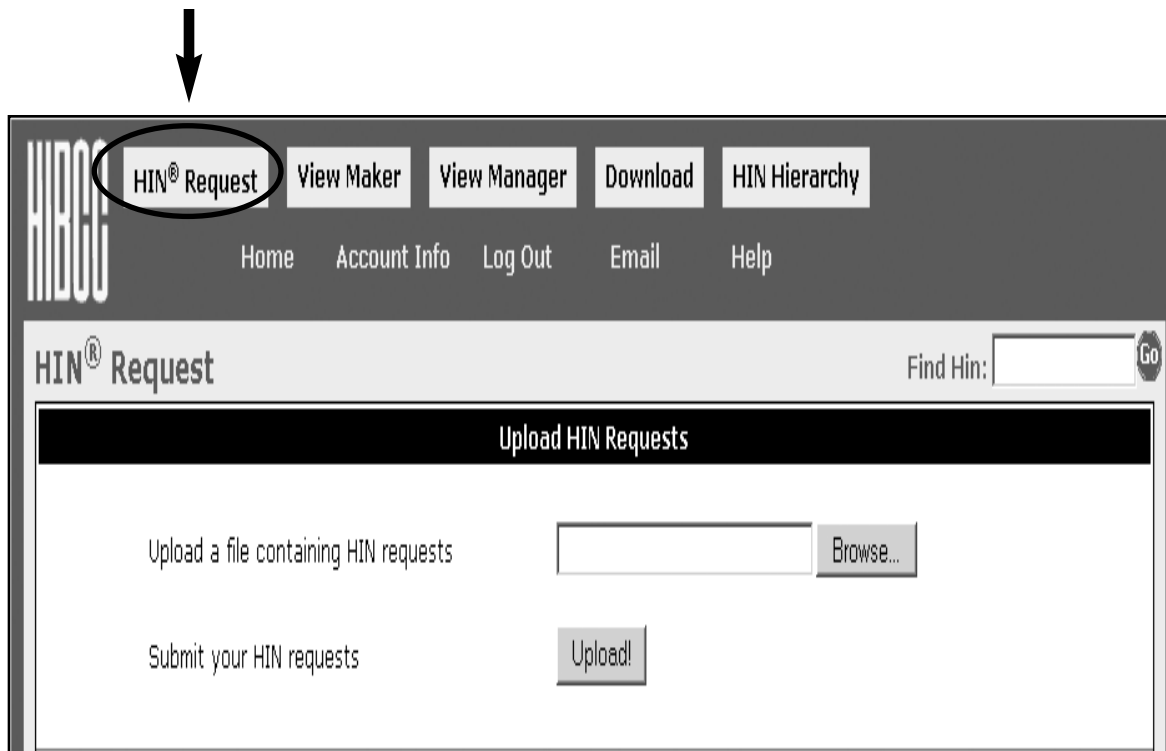 HIBCC
HIN® Request View Maker View Manager Download HIN Hierarchy
Home Account Info Log Out Email Help
HIN® Request Find Hin: Go
Upload HIN Requests
Upload a file containing HIN requests Browse...
Submit your HIN requests Upload!